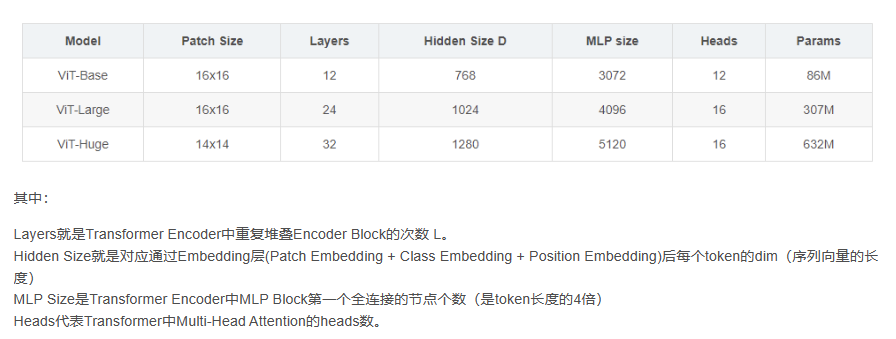 Model Patch Size Layers Hidden Size D MLP size Heads Params
ViT-Base 16x16 12 768 3072 12 86M
ViT-Large 16x16 24 1024 4096 16 307M
ViT-Huge 14x14 32 1280 5120 16 632M
其中：
Layers就是Transformer Encoder中重复堆叠Encoder Block的次数 L。
Hidden Size就是对应通过Embedding层(Patch Embedding + Class Embedding + Position Embedding)后每个token的dim（序列向量的长
度）
MLP Size是Transformer Encoder中MLP Block第一个全连接的节点个数（是token长度的4倍）
Heads代表Transformer中Multi-Head Attention的heads数。